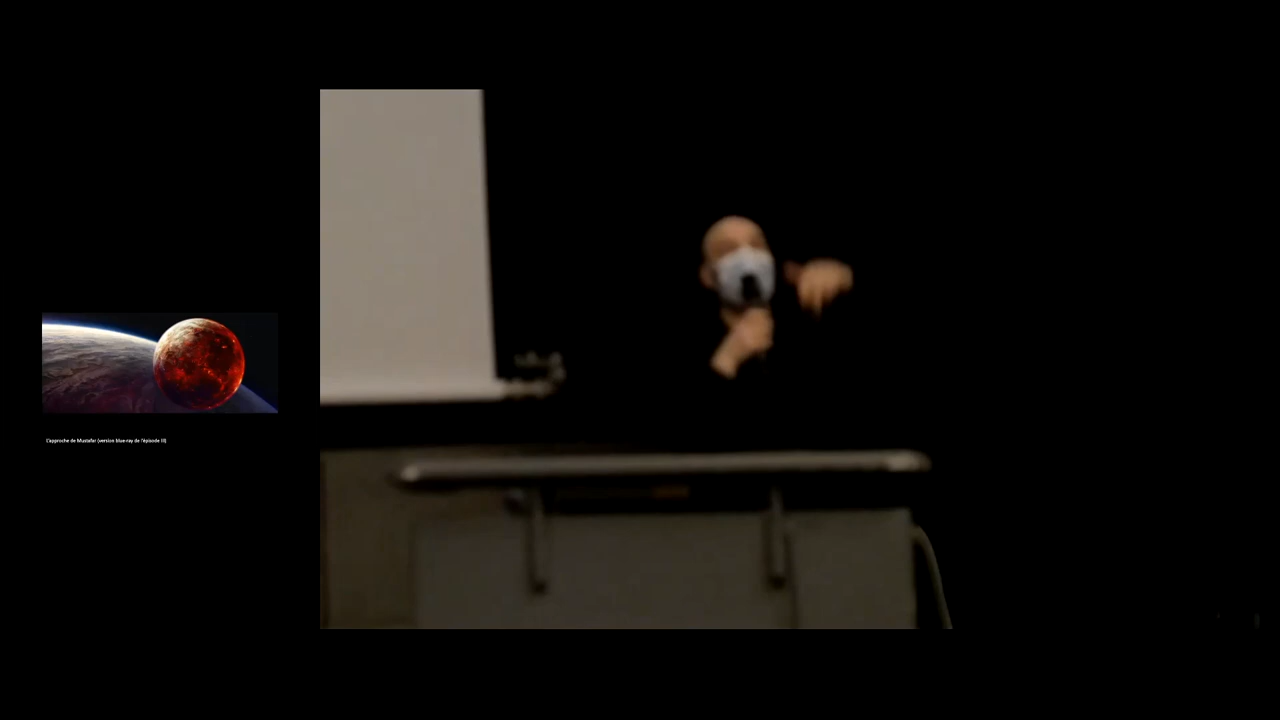 L'approche de Mustafar (version blue-ray de l'épisode III)